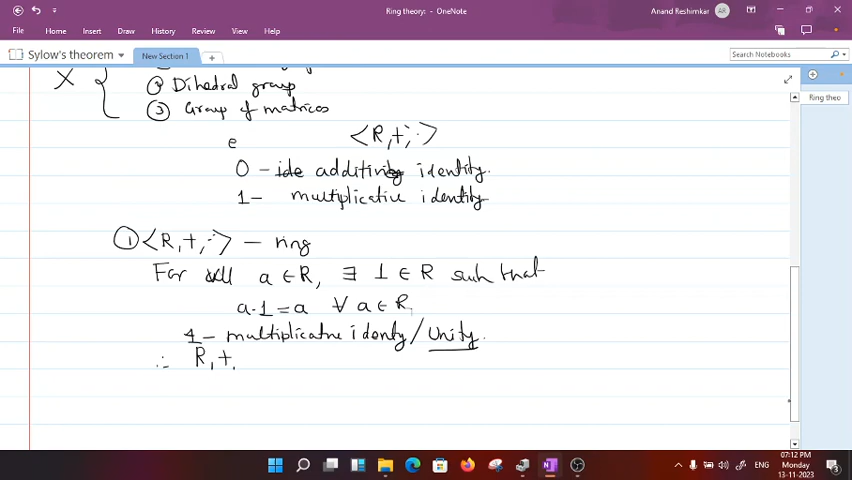 Ring theory: - OneNote
Anand Reshimkar AR
File Home Insert Draw History Review View Help
Sylow's theorem New Section 1 + Search Notebooks
X
② Dihedral group
Ring theo
③ Group of matrices
e <R, +, ·>
0 - ide additive identity.
1 - multiplicative identity
① <R, +, ·> - ring
For all a ∈ R, ∃ 1 ∈ R such that
a·1 = a ∀ a ∈ R,
1 - multiplicative identity / Unity.
∴ R, +,
07:12 PM
ENG Monday
13-11-2023